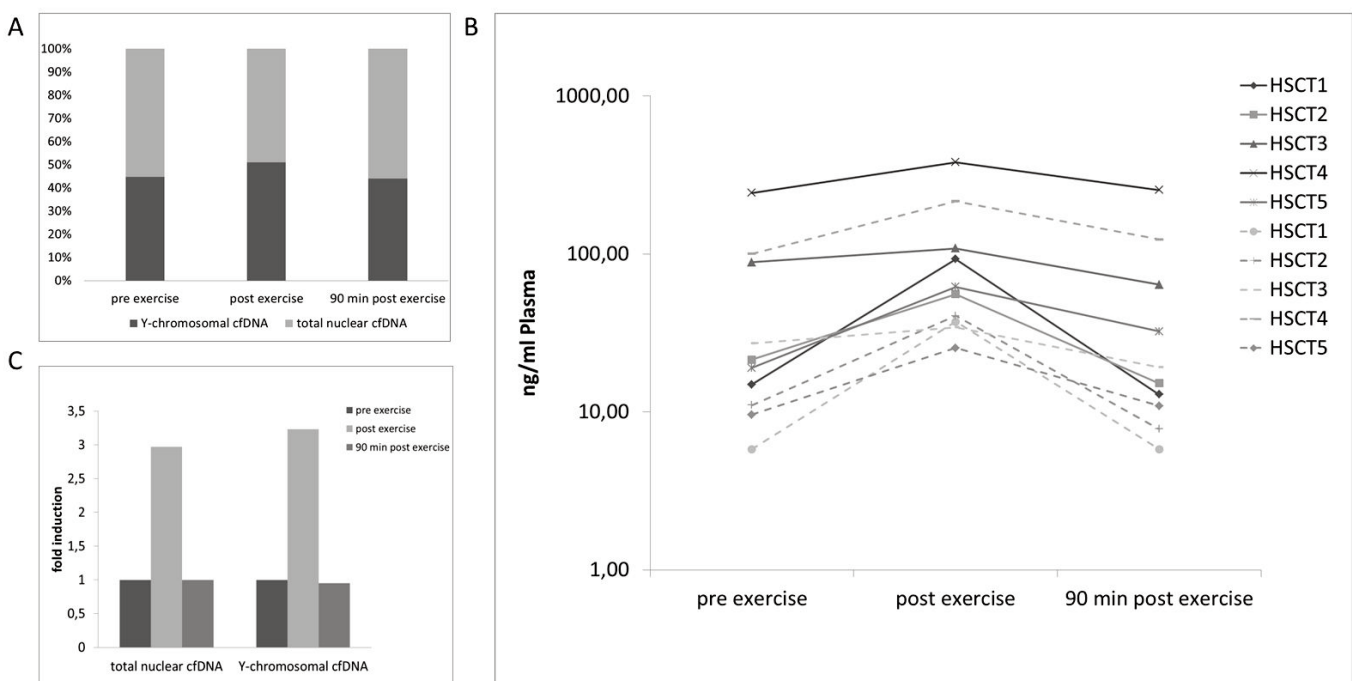 A
100%
90%
80%
70%
60%
50%
40%
30%
20%
10%
0%
pre exercise post exercise 90 min post exercise
Y-chromosomal cfDNA total nuclear cfDNA
B
ng/ml Plasma
1000,00
100,00
10,00
1,00
pre exercise post exercise 90 min post exercise
HSCT1
HSCT2
HSCT3
HSCT4
HSCT5
HSCT1
HSCT2
HSCT3
HSCT4
HSCT5
C
fold induction
3,5
3
2,5
2
1,5
1
0,5
0
pre exercise
post exercise
90 min post exercise
total nuclear cfDNA Y-chromosomal cfDNA